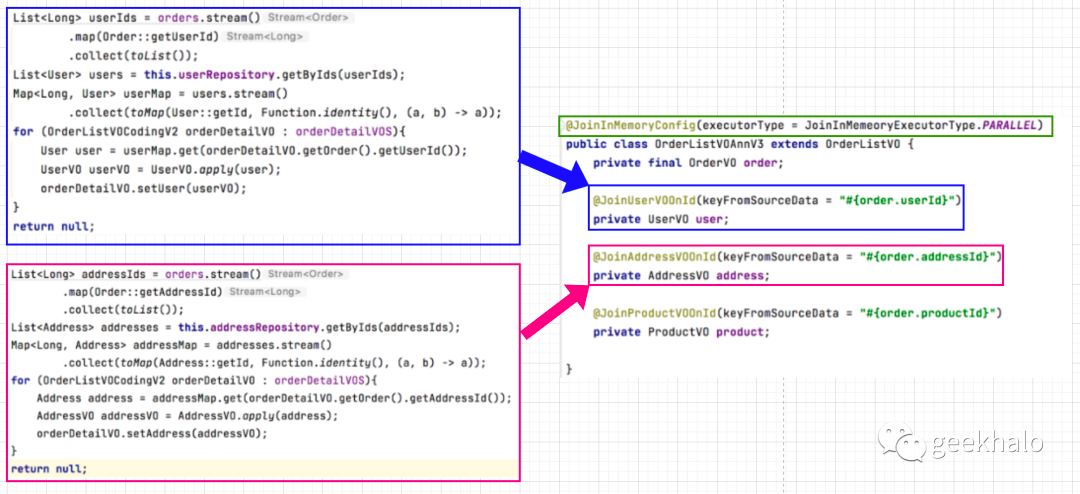 List<Long> userIds = orders.stream() Stream<Order>
.map(Order::getUserId) Stream<Long>
.collect(toList());
List<User> users = this.userRepository.getByIds(userIds);
Map<Long, User> userMap = users.stream()
.collect(toMap(User::getId, Function.identity(), (a, b) -> a));
for (OrderListVOCodingV2 orderDetailVO : orderDetailVOS){
User user = userMap.get(orderDetailVO.getOrder().getUserId());
UserVO userVO = UserVO.apply(user);
orderDetailVO.setUser(userVO);
}
return null;
List<Long> addressIds = orders.stream() Stream<Order>
.map(Order::getAddressId) Stream<Long>
.collect(toList());
List<Address> addresses = this.addressRepository.getByIds(addressIds);
Map<Long, Address> addressMap = addresses.stream()
.collect(toMap(Address::getId, Function.identity(), (a, b) -> a));
for (OrderListVOCodingV2 orderDetailVO : orderDetailVOS){
Address address = addressMap.get(orderDetailVO.getOrder().getAddressId());
AddressVO addressVO = AddressVO.apply(address);
orderDetailVO.setAddress(addressVO);
}
return null;
@JoinInMemoryConfig(executorType = JoinInMemeoryExecutorType.PARALLEL)
public class OrderListVOAnnV3 extends OrderListVO {
private final OrderVO order;
@JoinUserVOOnId(keyFromSourceData = "#{order.userId}")
private UserVO user;
@JoinAddressVOOnId(keyFromSourceData = "#{order.addressId}")
private AddressVO address;
@JoinProductVOOnId(keyFromSourceData = "#{order.productId}")
private ProductVO product;
}
geekhalo